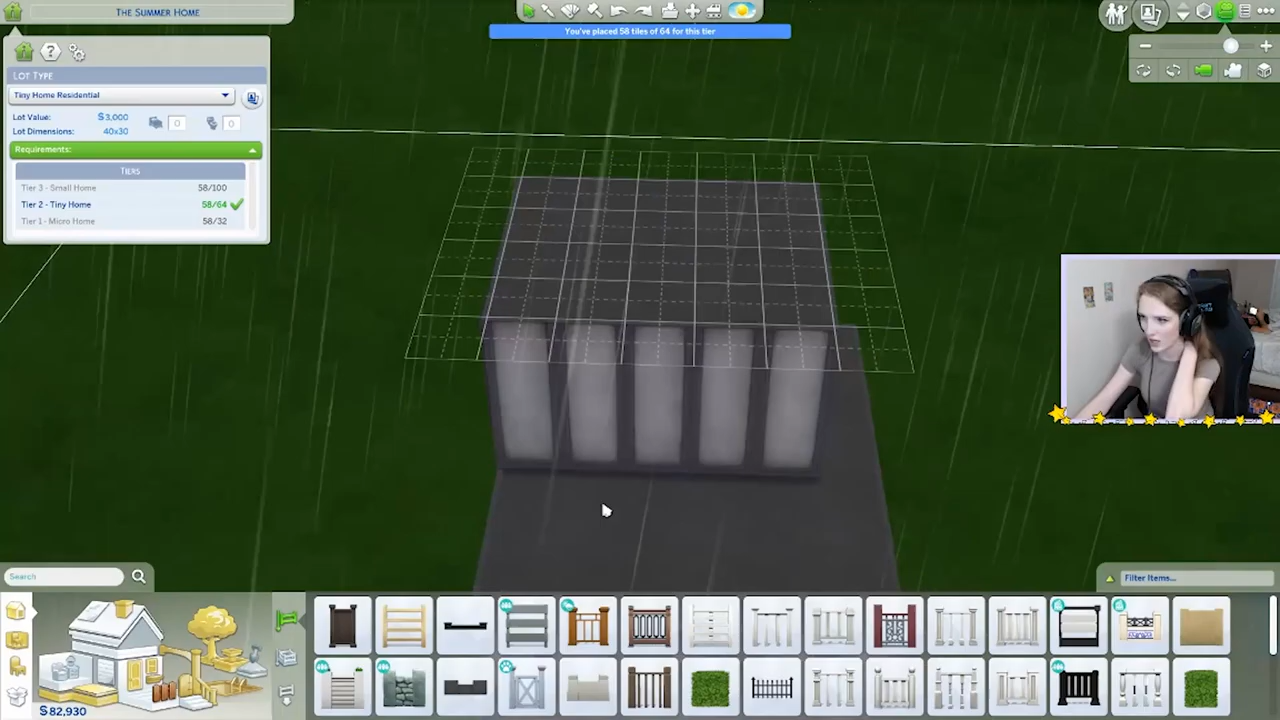 THE SUMMER HOME
You've placed 58 tiles of 64 for this tier
LOT TYPE
Tiny Home Residential
Lot Value: $3,000 0 0
Lot Dimensions: 40x30
Requirements:
TIERS
Tier 3 - Small Home 58/100
Tier 2 - Tiny Home 58/64
Tier 1 - Micro Home 58/32
Search
Filter Items...
$82,930